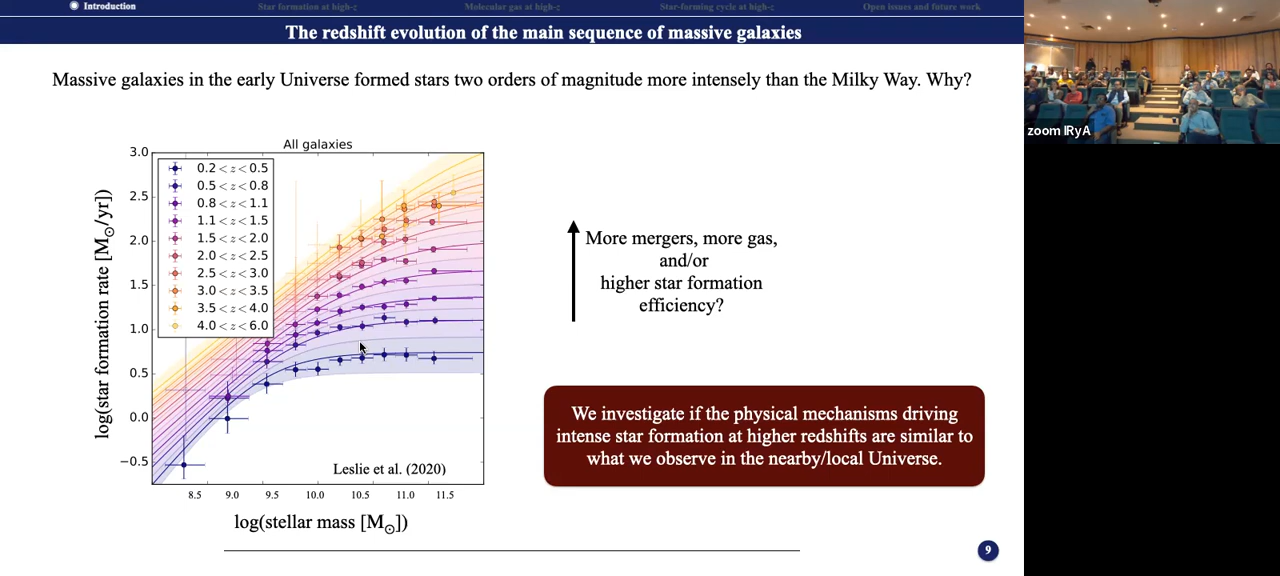 Introduction
Star formation at high-z
Molecular gas at high-z
Star-forming cycle at high-z
Open issues and future work
The redshift evolution of the main sequence of massive galaxies
Massive galaxies in the early Universe formed stars two orders of magnitude more intensely than the Milky Way. Why?
zoom IRyA
All galaxies
3.0
2.5
2.0
1.5
1.0
0.5
0.0
−0.5
log(star formation rate [M⊙/yr])
0.2 < z < 0.5
0.5 < z < 0.8
0.8 < z < 1.1
1.1 < z < 1.5
1.5 < z < 2.0
2.0 < z < 2.5
2.5 < z < 3.0
3.0 < z < 3.5
3.5 < z < 4.0
4.0 < z < 6.0
Leslie et al. (2020)
8.5 9.0 9.5 10.0 10.5 11.0 11.5
log(stellar mass [M⊙])
More mergers, more gas,
and/or
higher star formation
efficiency?
We investigate if the physical mechanisms driving
intense star formation at higher redshifts are similar to
what we observe in the nearby/local Universe.
9